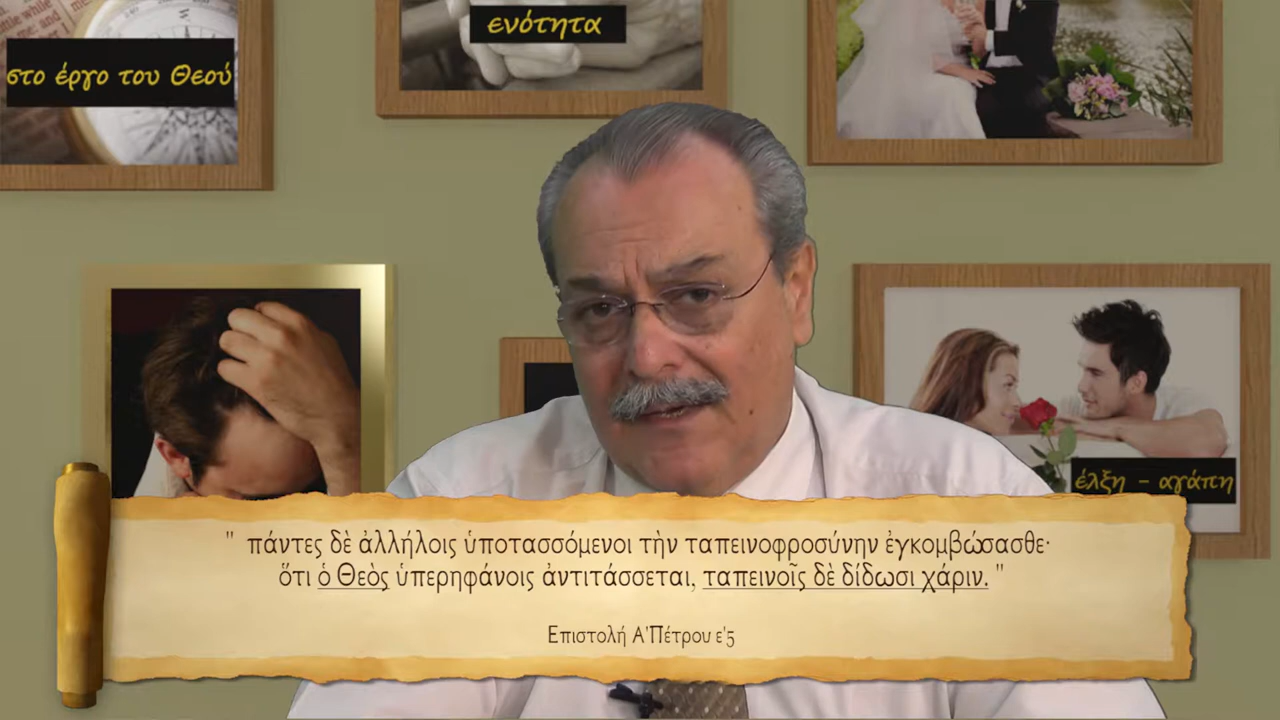 στο έργο του Θεού
ενότητα
έλξη – αγάπη
" πάντες δὲ ἀλλήλοις ὑποτασσόμενοι τὴν ταπεινοφροσύνην ἐγκομβώσασθε·
ὅτι ὁ Θεὸς ὑπερηφάνοις ἀντιτάσσεται, ταπεινοῖς δὲ δίδωσι χάριν. "
Επιστολή Α'Πέτρου ε'5